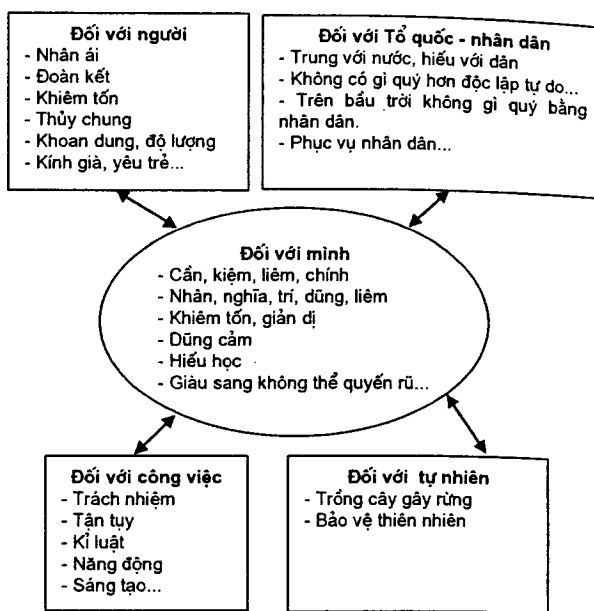 Đối với người
- Nhân ái
- Đoàn kết
- Khiêm tốn
- Thủy chung
- Khoan dung, độ lượng
- Kính già, yêu trẻ...
Đối với Tổ quốc - nhân dân
- Trung với nước, hiếu với dân
- Không có gì quý hơn độc lập tự do...
- Trên bầu trời không gì quý bằng
nhân dân.
- Phục vụ nhân dân...
Đối với mình
- Cần, kiệm, liêm, chính
- Nhân, nghĩa, trí, dũng, liêm
- Khiêm tốn, giản dị
- Dũng cảm
- Hiếu học
- Giàu sang không thể quyến rũ...
Đối với công việc
- Trách nhiệm
- Tận tụy
- Kỉ luật
- Năng động
- Sáng tạo...
Đối với tự nhiên
- Trồng cây gây rừng
- Bảo vệ thiên nhiên